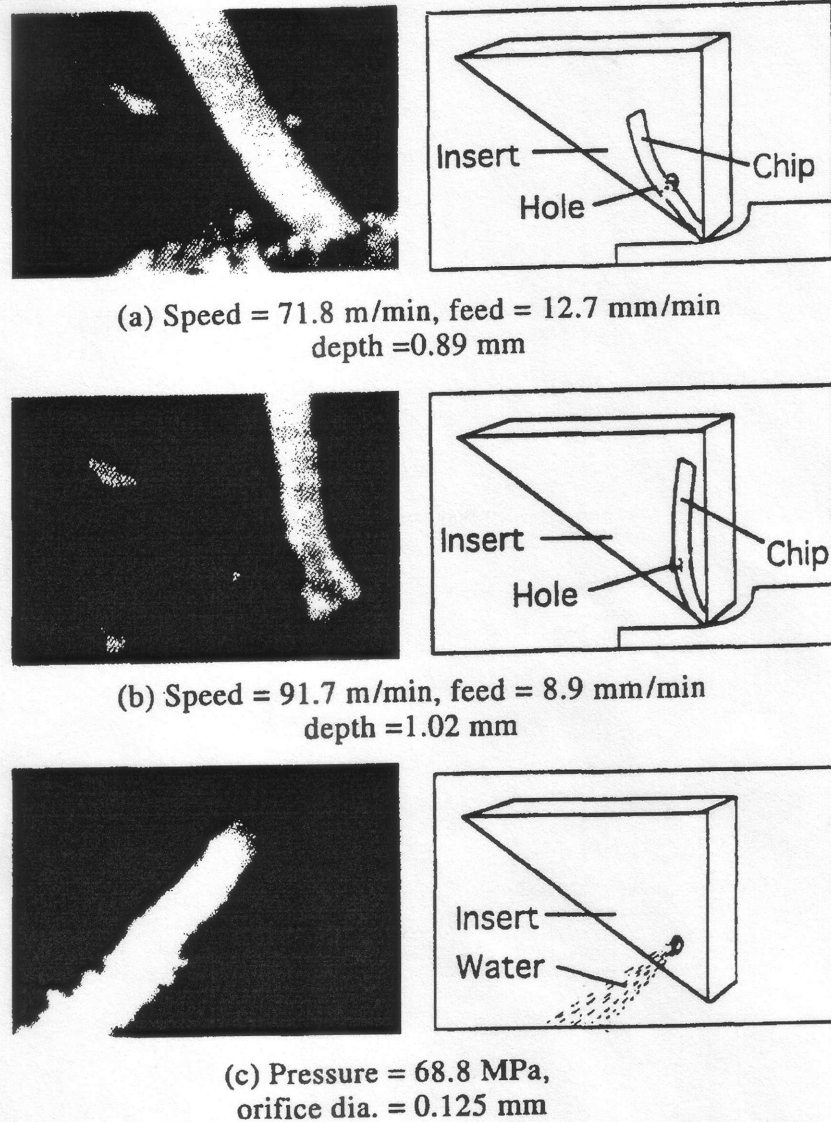 Insert
Chip
Hole
(a) Speed = 71.8 m/min, feed = 12.7 mm/min
depth =0.89 mm
Insert
Chip
Hole
(b) Speed = 91.7 m/min, feed = 8.9 mm/min
depth =1.02 mm
Insert
Water
(c) Pressure = 68.8 MPa,
orifice dia. = 0.125 mm